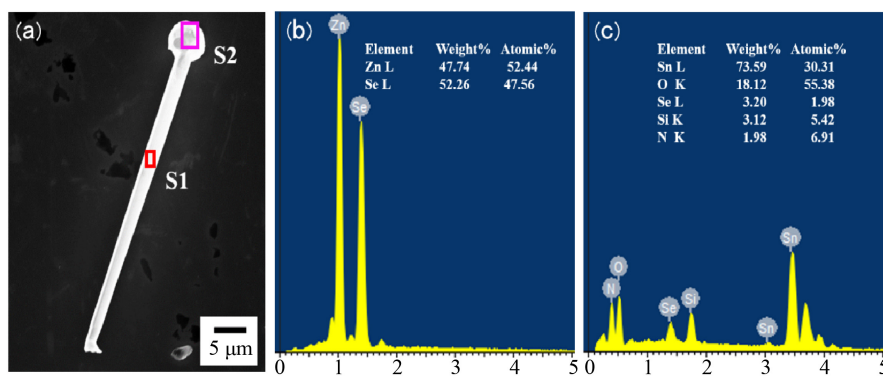 (a)
S2
S1
5 μm
(b)
Zn
Se
Element Weight% Atomic%
Zn L 47.74 52.44
Se L 52.26 47.56
0 1 2 3 4 5
(c)
Element Weight% Atomic%
Sn L 73.59 30.31
O K 18.12 55.38
Se L 3.20 1.98
Si K 3.12 5.42
N K 1.98 6.91
Sn
O
N
Se
Si
Sn
0 1 2 3 4 5